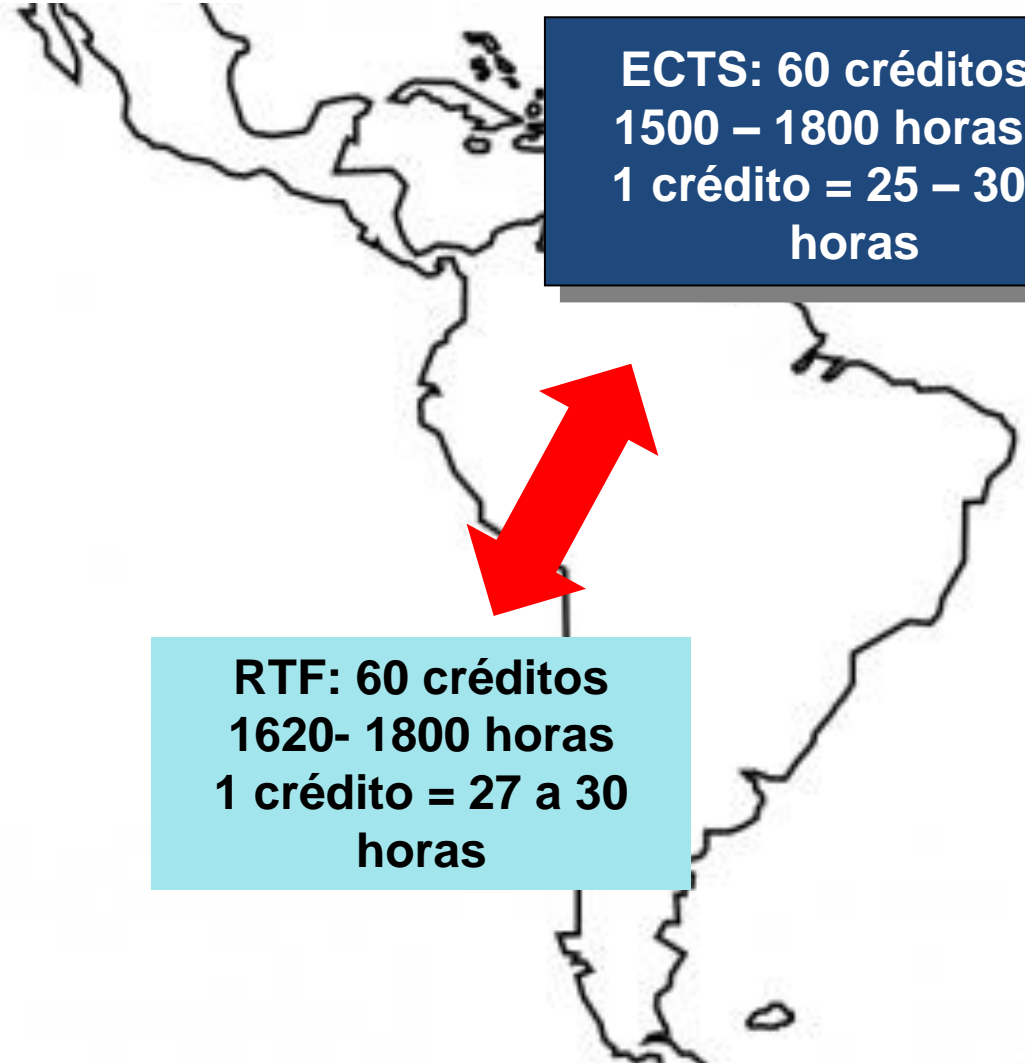 ECTS: 60 créditos
1500 – 1800 horas
1 crédito = 25 – 30
horas
RTF: 60 créditos
1620- 1800 horas
1 crédito = 27 a 30
horas